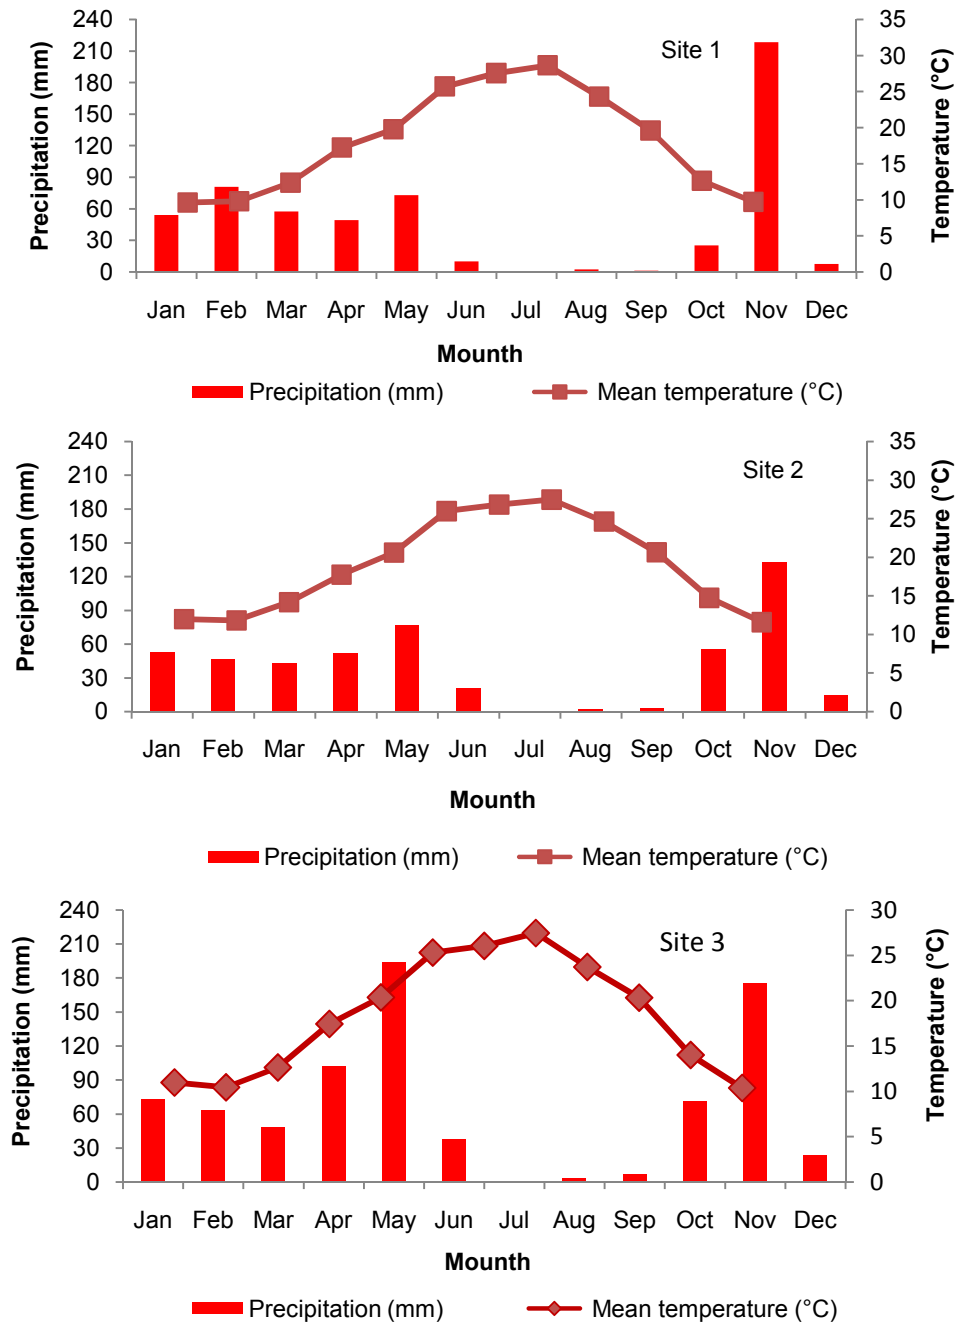 Site 1
Precipitation (mm)
240
210
180
150
120
90
60
30
0
35
30
25
20
15
10
5
0
Temperature (°C)
Jan Feb Mar Apr May Jun Jul Aug Sep Oct Nov Dec
Mounth
Precipitation (mm) Mean temperature (°C)
Site 2
Precipitation (mm)
240
210
180
150
120
90
60
30
0
35
30
25
20
15
10
5
0
Temperature (°C)
Jan Feb Mar Apr May Jun Jul Aug Sep Oct Nov Dec
Mounth
Precipitation (mm) Mean temperature (°C)
Site 3
Precipitation (mm)
240
210
180
150
120
90
60
30
0
30
25
20
15
10
5
0
Temperature (°C)
Jan Feb Mar Apr May Jun Jul Aug Sep Oct Nov Dec
Mounth
Precipitation (mm) Mean temperature (°C)